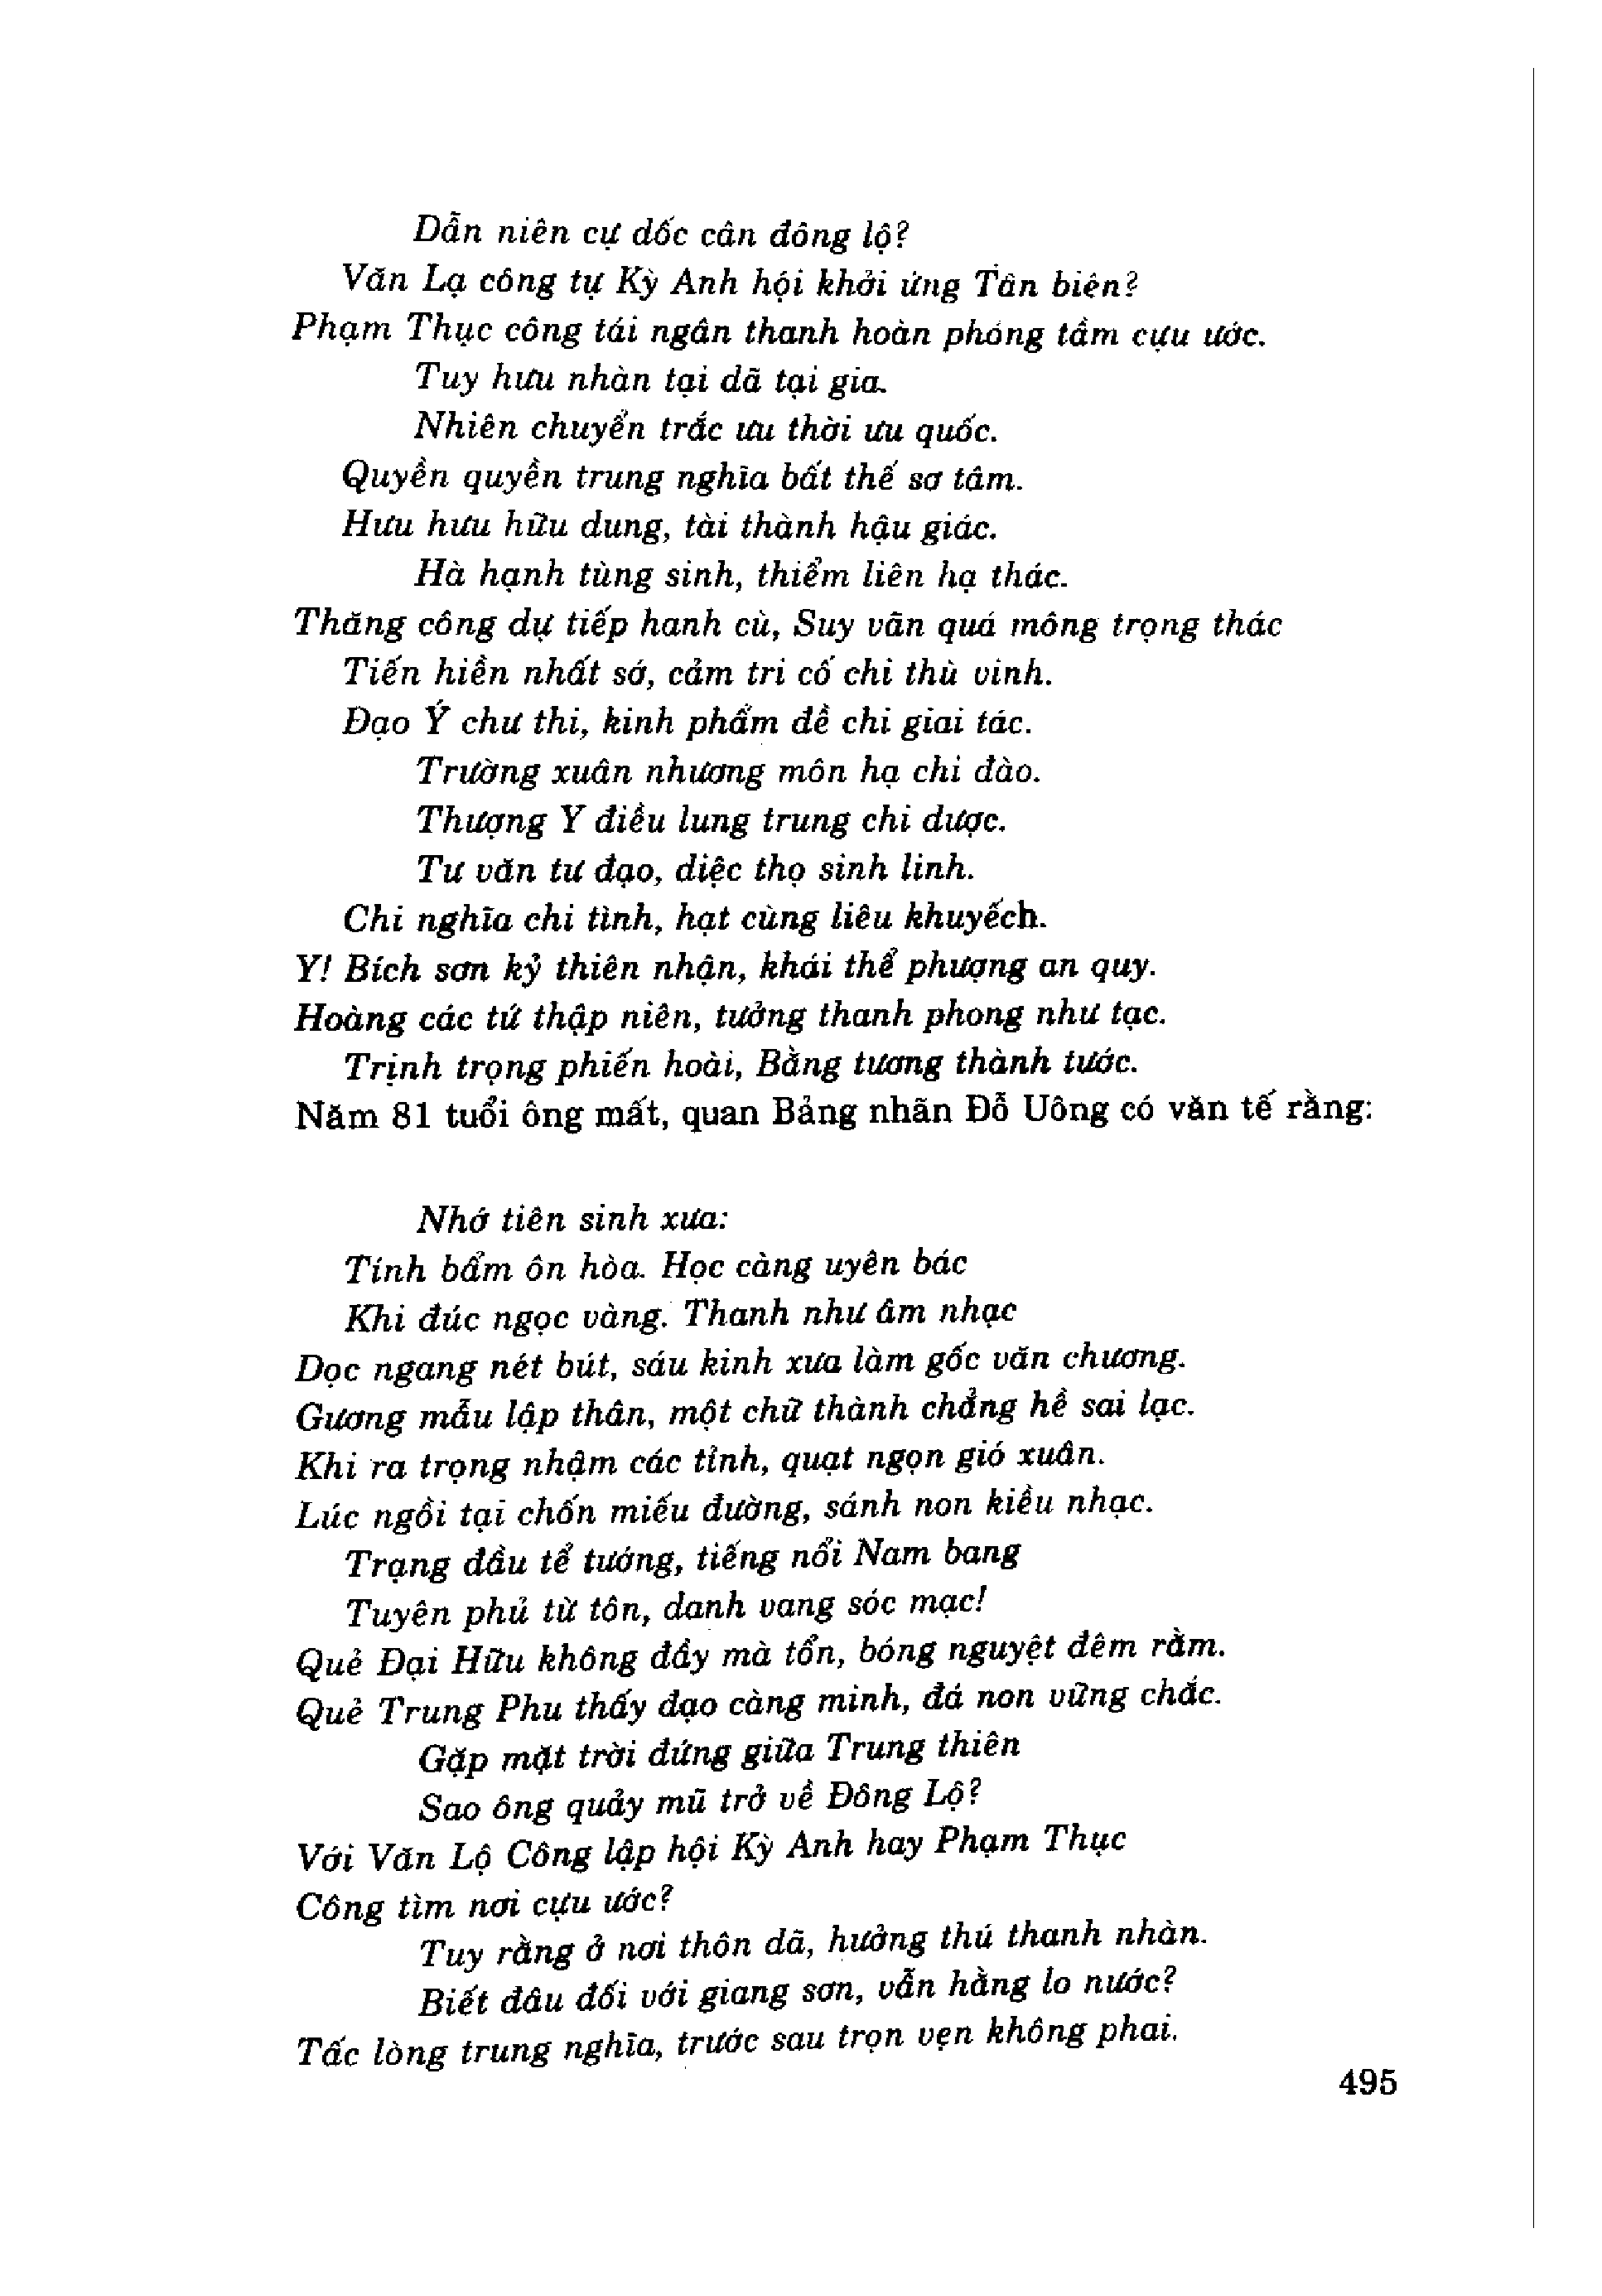 Dẫn niên cự dốc cân đông lộ?
Văn Lạ công tự Kỳ Anh hội khởi ứng Tân biên?
Phạm Thục công tái ngân thanh hoàn phóng tầm cựu ước.
Tuy hưu nhàn tại dã tại gia.
Nhiên chuyển trắc ưu thời ưu quốc.
Quyền quyền trung nghĩa bất thế sơ tâm.
Hưu hưu hữu dung, tài thành hậu giác.
Hà hạnh tùng sinh, thiểm liên hạ thác.
Thăng công dự tiếp hanh cù, Suy vãn quá mông trọng thác
Tiến hiền nhất sớ, cảm tri cố chi thù vinh.
Đạo Ý chư thi, kinh phẩm đề chi giai tác.
Trường xuân nhương môn hạ chi đào.
Thượng Y điều lung trung chi dược.
Tư văn tư đạo, diệc thọ sinh linh.
Chi nghĩa chi tình, hạt cùng liêu khuyếch.
Y! Bích sơn kỷ thiên nhận, khái thể phượng an quy.
Hoàng các tứ thập niên, tưởng thanh phong như tạc.
Trịnh trọng phiến hoài, Bằng tương thành tước.
Năm 81 tuổi ông mất, quan Bảng nhãn Đỗ Uông có văn tế rằng:
Nhớ tiên sinh xưa:
Tính bẩm ôn hòa. Học càng uyên bác
Khi đúc ngọc vàng. Thanh như âm nhạc
Dọc ngang nét bút, sáu kinh xưa làm gốc văn chương.
Gương mẫu lập thân, một chữ thành chẳng hề sai lạc.
Khi ra trọng nhậm các tỉnh, quạt ngọn gió xuân.
Lúc ngồi tại chốn miếu đường, sánh non kiều nhạc.
Trạng đầu tể tướng, tiếng nổi Nam bang
Tuyên phủ từ tôn, danh vang sóc mạc!
Quẻ Đại Hữu không đầy mà tổn, bóng nguyệt đêm rằm.
Quẻ Trung Phu thấy đạo càng minh, đá non vững chắc.
Gặp mặt trời đứng giữa Trung thiên
Sao ông quảy mũ trở về Đông Lộ?
Với Văn Lộ Công lập hội Kỳ Anh hay Phạm Thục
Công tìm nơi cựu ước?
Tuy rằng ở nơi thôn dã, hưởng thú thanh nhàn.
Biết đâu đối với giang sơn, vẫn hằng lo nước?
Tấc lòng trung nghĩa, trước sau trọn vẹn không phai.
495